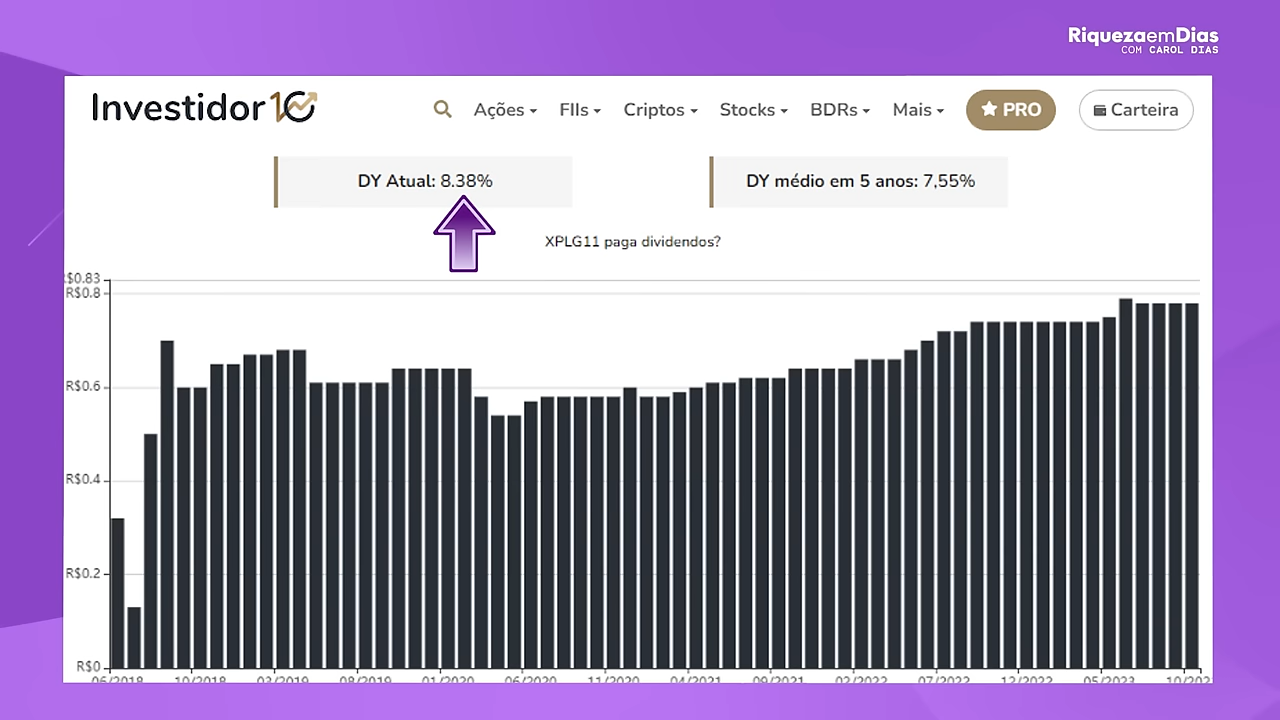 RiquezaemDias
COM CAROL DIAS
Investidor10
Ações FIIs Criptos Stocks BDRs Mais PRO Carteira
DY Atual: 8.38% DY médio em 5 anos: 7,55%
XPLG11 paga dividendos?
R$0.83
R$0.8
R$0.6
R$0.4
R$0.2
R$0
06/2018 10/2018 03/2019 08/2019 01/2020 06/2020 11/2020 04/2021 09/2021 02/2022 07/2022 12/2022 05/2023